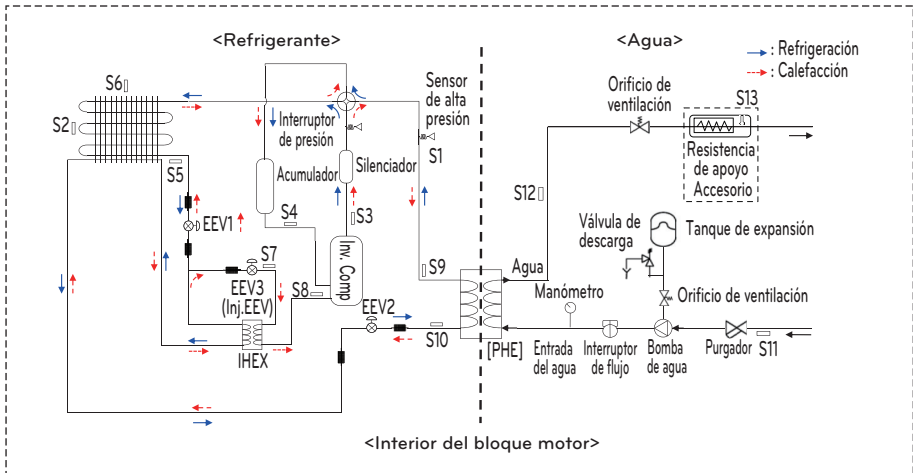 <Refrigerante>
<Agua>
: Refrigeración
: Calefacción
S6
S2
S5
Interruptor
de presión
Sensor
de alta
presión
S1
Acumulador
Silenciador
S4
S3
Inv. Comp
S8
S9
EEV1
S7
EEV3
(Inj.EEV)
IHEX
EEV2
S10
[PHE]
Orificio de
ventilación
S13
Resistencia
de apoyo
Accesorio
S12
Agua
Válvula de
descarga
Tanque de expansión
Orificio de ventilación
Manómetro
Entrada
del agua
Interruptor
de flujo
Bomba
de agua
Purgador
S11
<Interior del bloque motor>